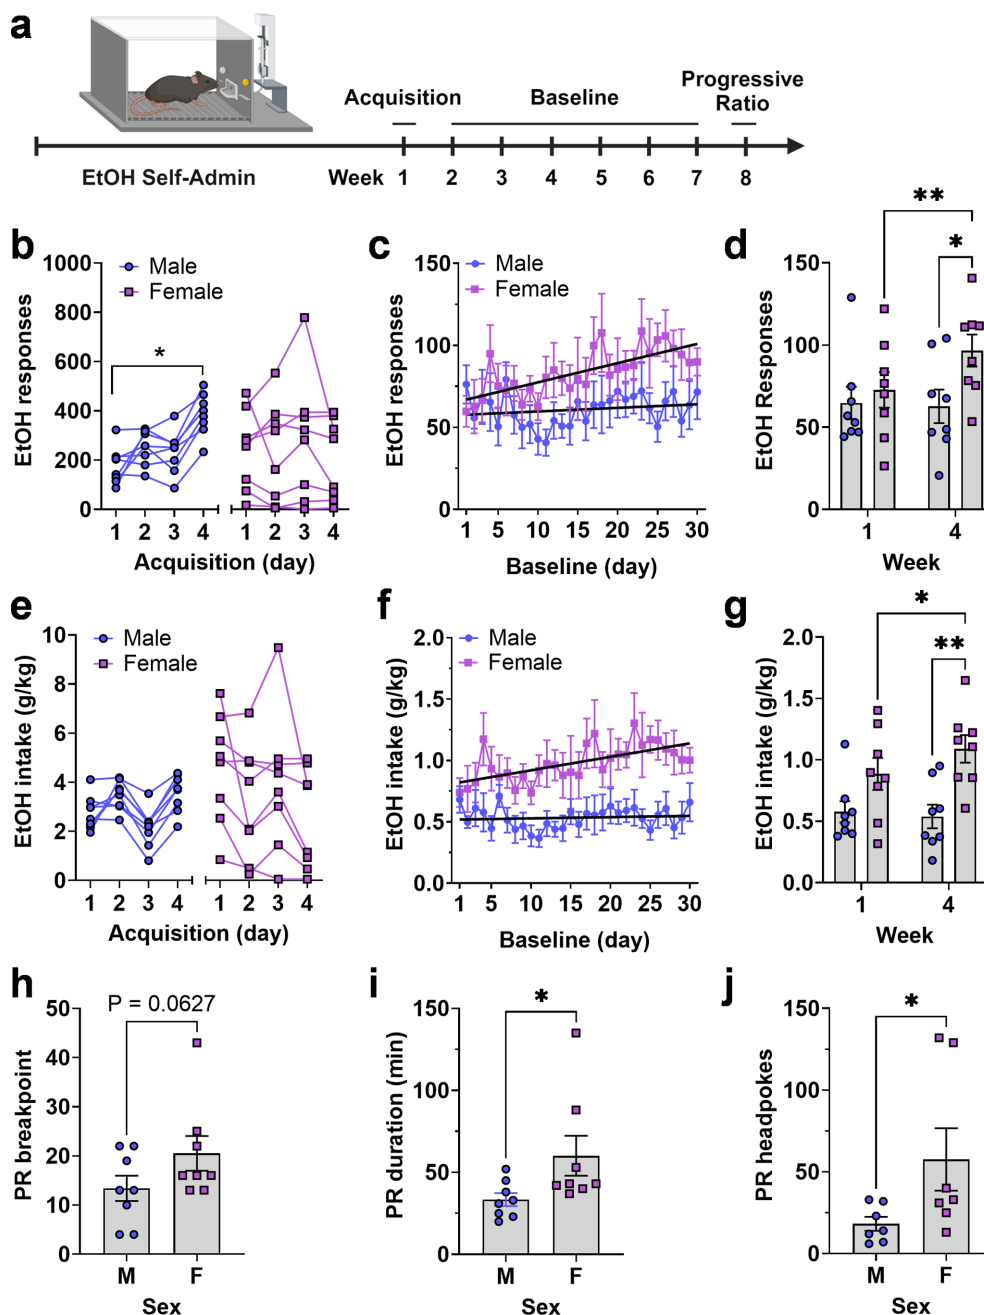 a
Acquisition
Baseline
Progressive
Ratio
EtOH Self-Admin
Week 1 2 3 4 5 6 7 8
b
EtOH responses
1000
800
600
400
200
0
Male
Female
*
1 2 3 4 1 2 3 4
Acquisition (day)
c
EtOH responses
150
100
50
0
Male
Female
1 5 10 15 20 25 30
Baseline (day)
d
EtOH Responses
150
100
50
0
**
*
1 4
Week
e
EtOH intake (g/kg)
10
8
6
4
2
0
Male
Female
1 2 3 4 1 2 3 4
Acquisition (day)
f
EtOH intake (g/kg)
2.0
1.5
1.0
0.5
0.0
Male
Female
1 5 10 15 20 25 30
Baseline (day)
g
EtOH intake (g/kg)
2.0
1.5
1.0
0.5
0.0
*
**
1 4
Week
h
PR breakpoint
50
40
30
20
10
0
P = 0.0627
M F
Sex
i
PR duration (min)
150
100
50
0
*
M F
Sex
j
PR headpokes
150
100
50
0
*
M F
Sex